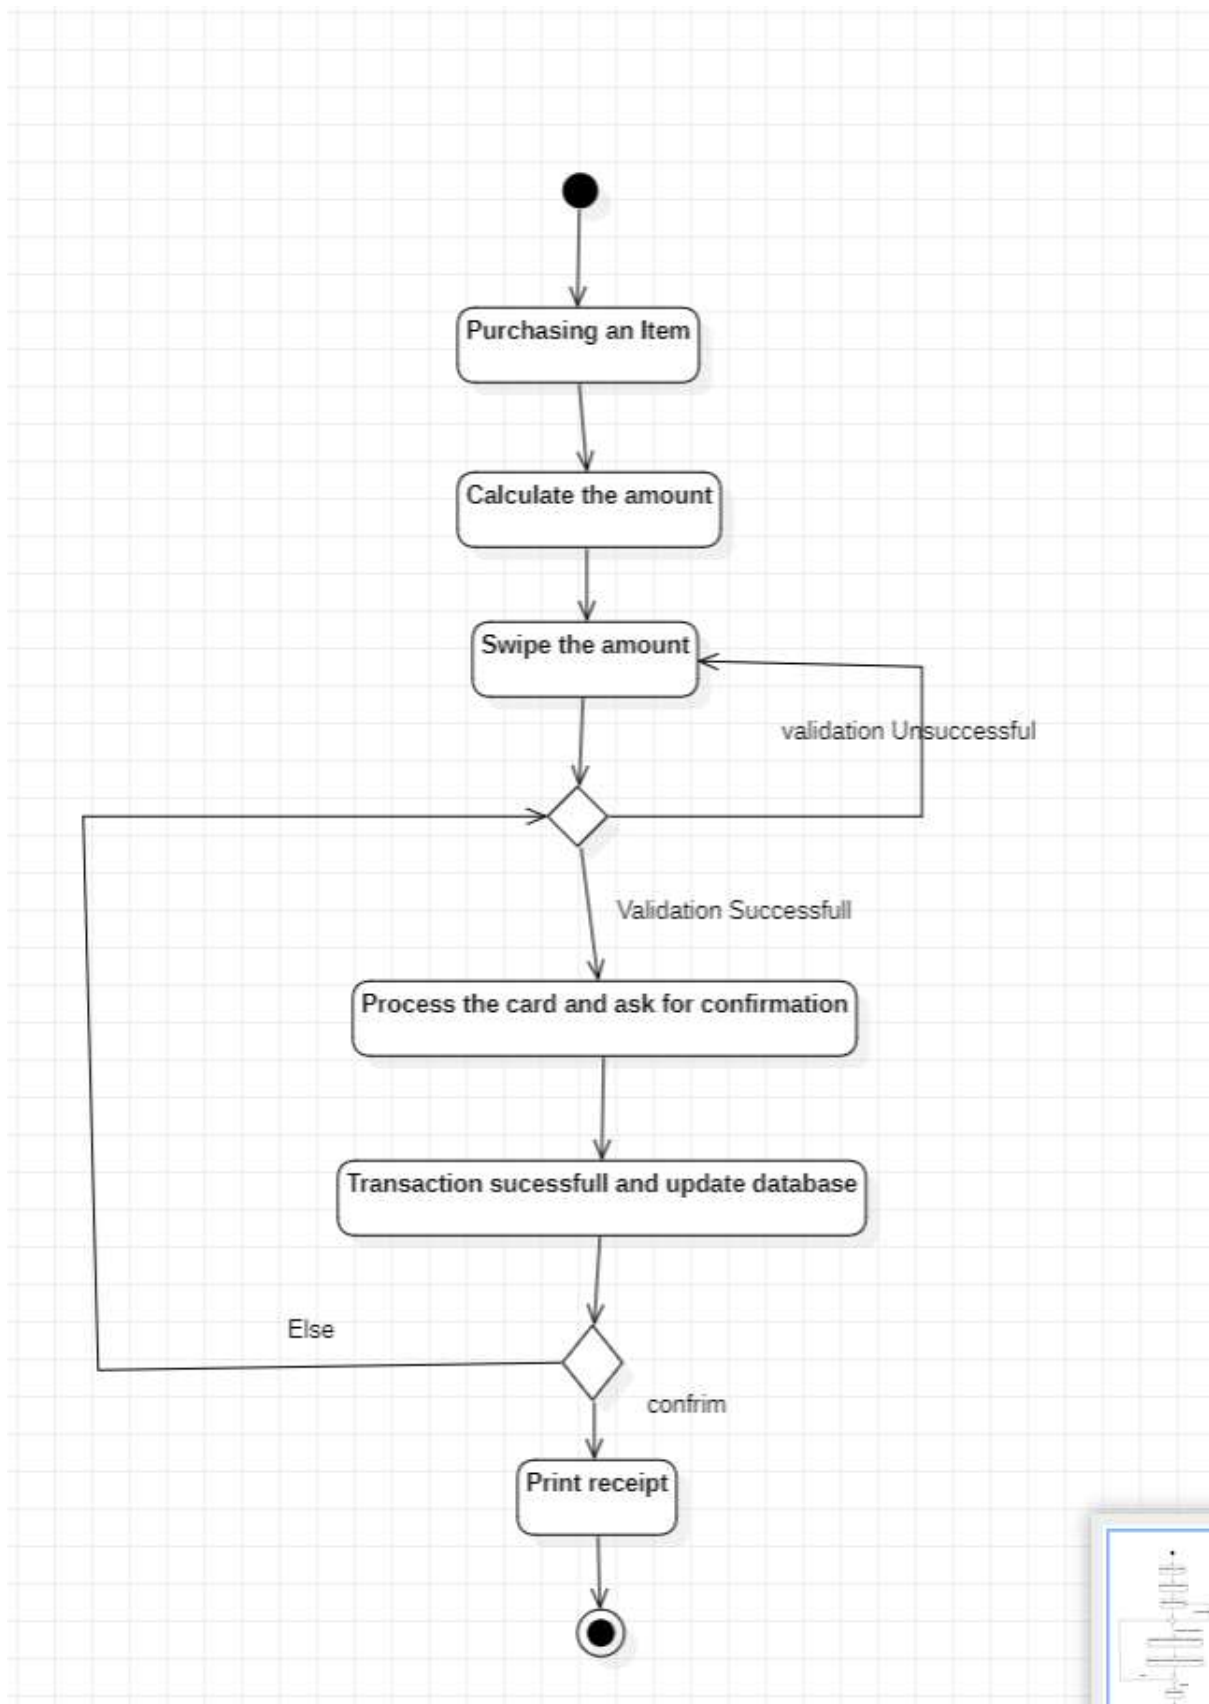 Purchasing an Item
Calculate the amount
Swipe the amount
validation Unsuccessful
Validation Successfull
Process the card and ask for confirmation
Transaction sucessfull and update database
Else
confrim
Print receipt